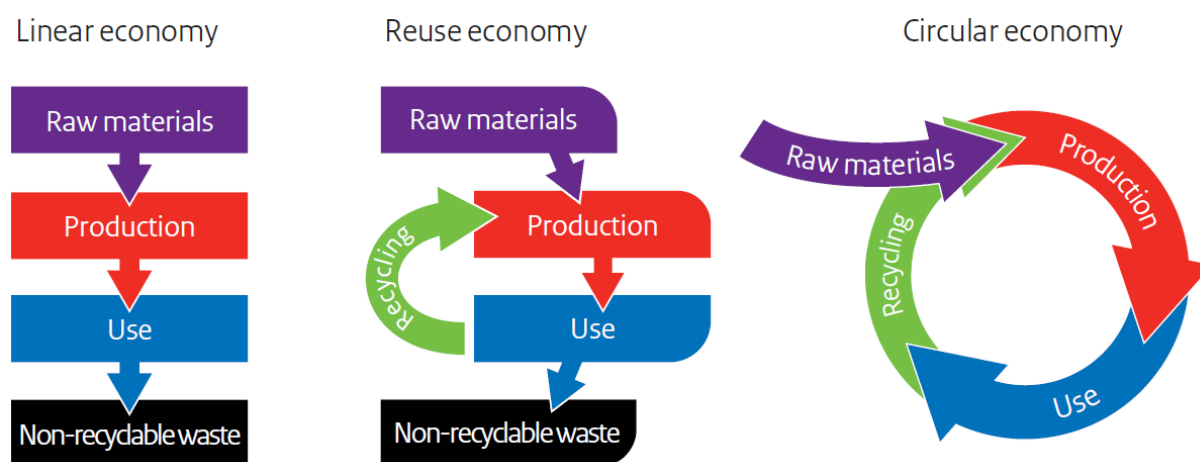 Linear economy
Raw materials
Production
Use
Non-recyclable waste
Reuse economy
Raw materials
Production
Recycling
Use
Non-recyclable waste
Circular economy
Raw materials
Production
Recycling
Use